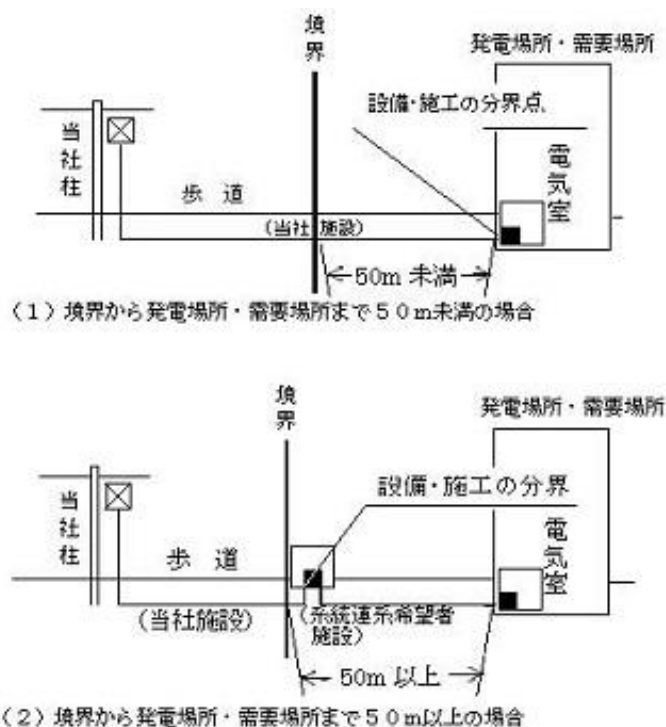 境界
発電場所・需要場所
設備・施工の分界点
当社柱
電気室
歩 道
(当社施設)
50m 未満
(1)境界から発電場所・需要場所まで50m未満の場合
境界
発電場所・需要場所
設備・施工の分界
当社柱
電気室
歩 道
(当社施設)
(系統連系希望者
施設)
50m 以上
(2)境界から発電場所・需要場所まで50m以上の場合